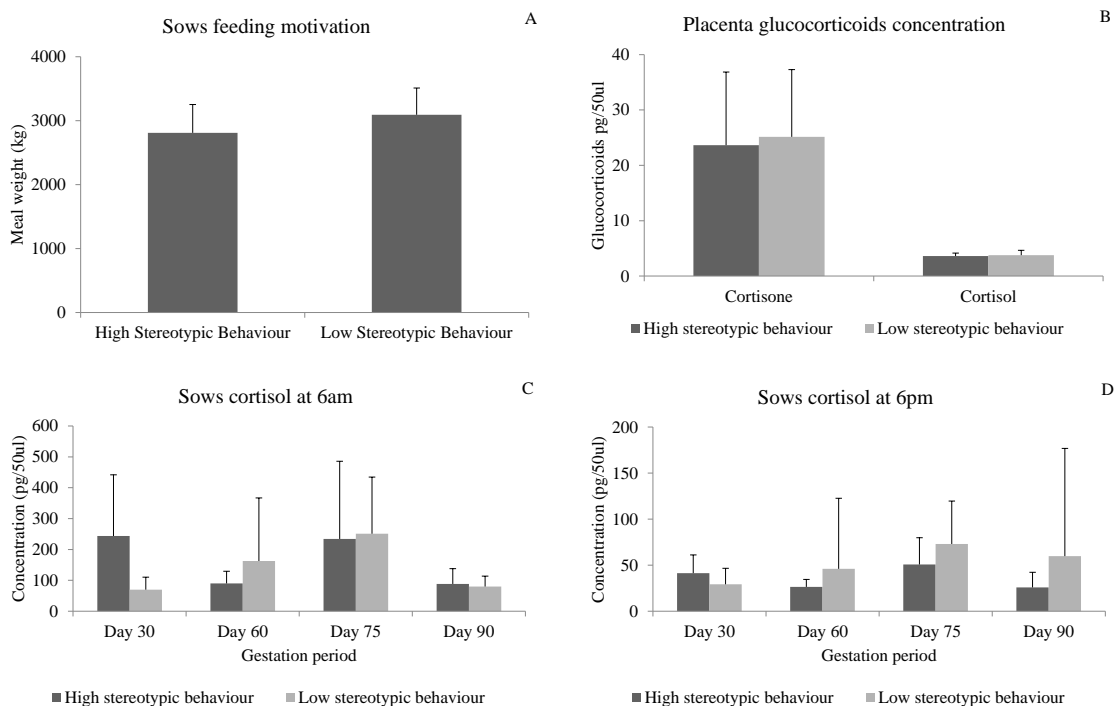 A
Sows feeding motivation
Meal weight (kg)
4000
3000
2000
1000
0
High Stereotypic Behaviour
Low Stereotypic Behaviour
B
Placenta glucocorticoids concentration
Glucocorticoids pg/50ul
40
30
20
10
0
Cortisone
Cortisol
High stereotypic behaviour
Low stereotypic behaviour
C
Sows cortisol at 6am
Concentration (pg/50ul)
600
500
400
300
200
100
0
Day 30
Day 60
Day 75
Day 90
Gestation period
High stereotypic behaviour
Low stereotypic behaviour
D
Sows cortisol at 6pm
Concentration (pg/50ul)
200
150
100
50
0
Day 30
Day 60
Day 75
Day 90
Gestation period
High stereotypic behaviour
Low stereotypic behaviour